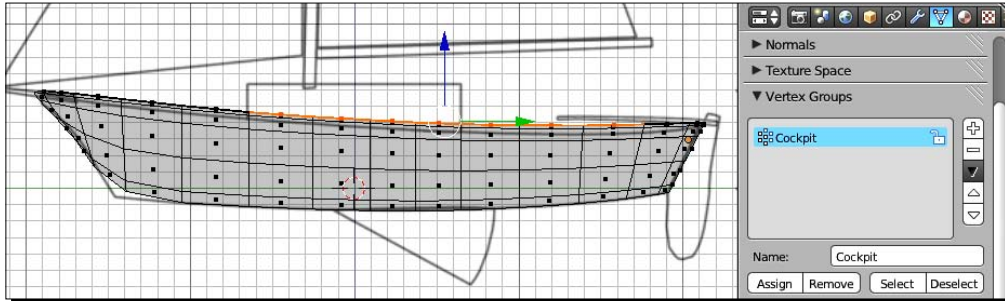 Normals
Texture Space
Vertex Groups
Cockpit
Name: Cockpit
Assign Remove Select Deselect